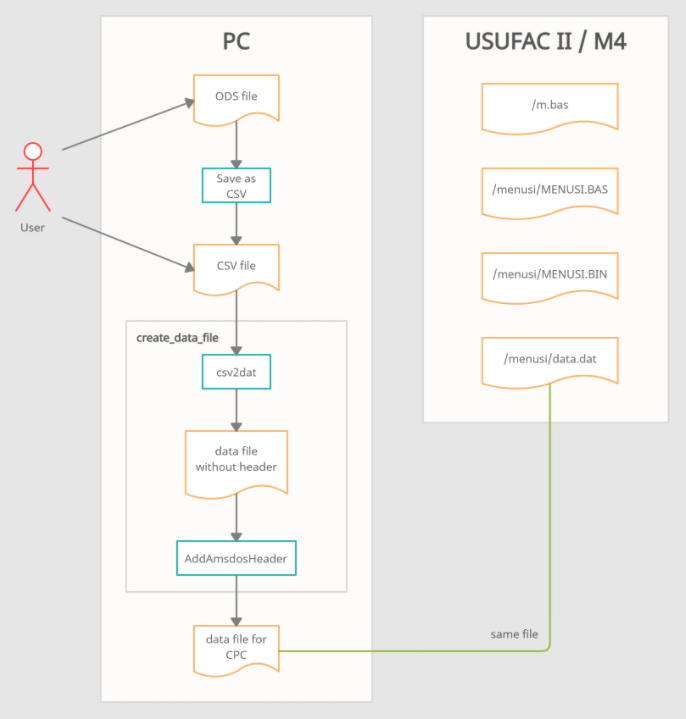 PC
USUFAC II / M4
ODS file
/m.bas
Save as
CSV
/menusi/MENUSI.BAS
User
CSV file
/menusi/MENUSI.BIN
create_data_file
csv2dat
/menusi/data.dat
data file
without header
AddAmsdosHeader
data file for
CPC
same file